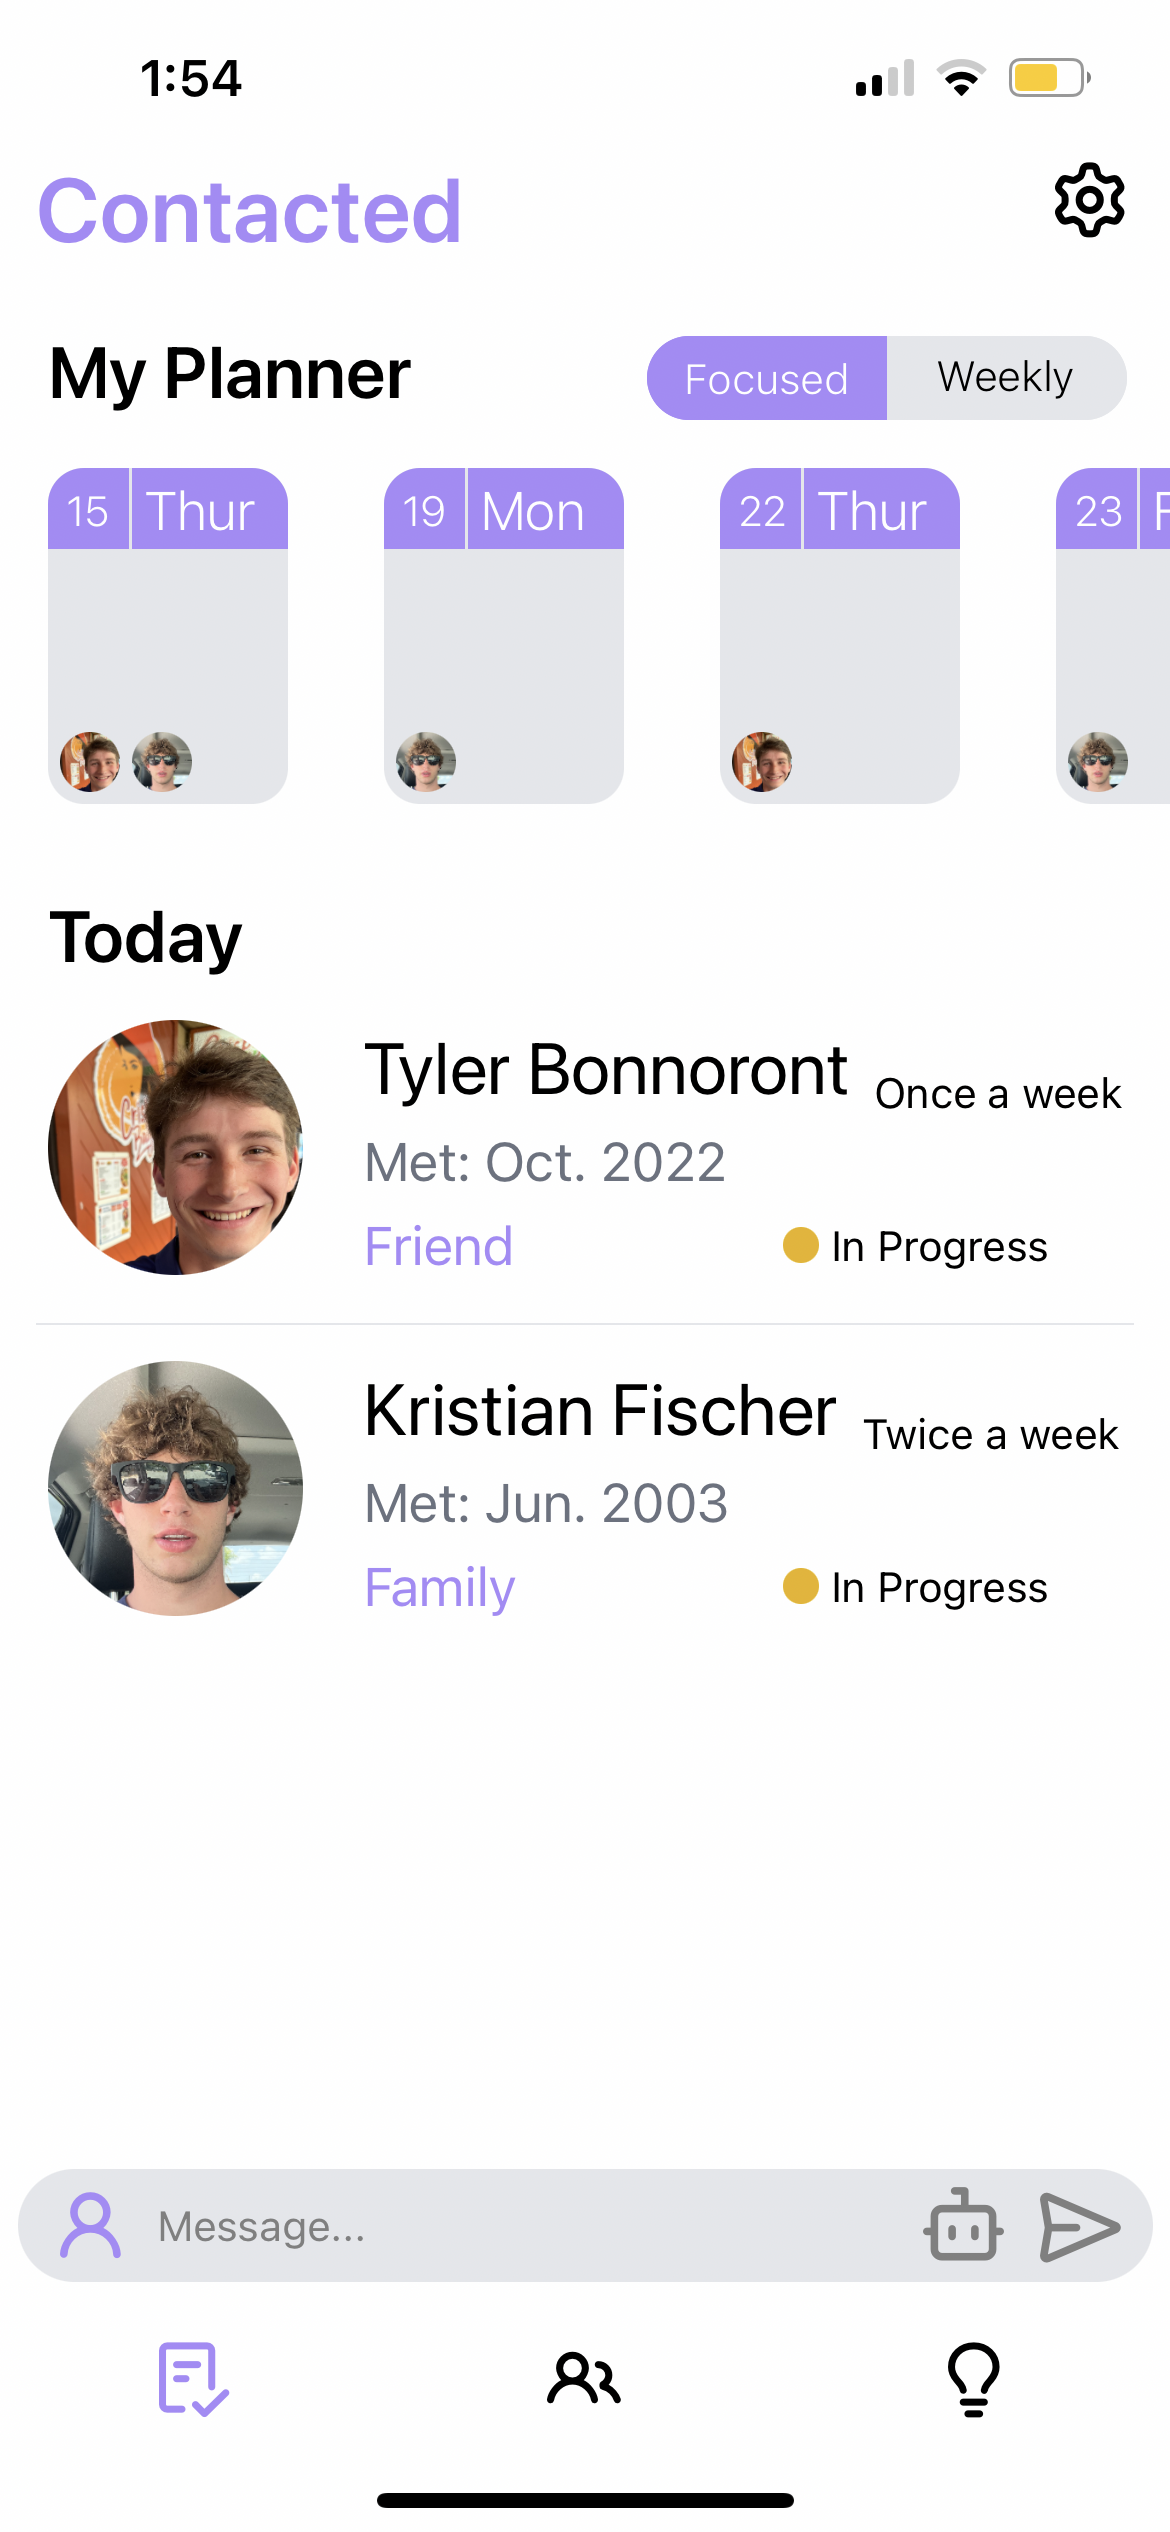 1:54
Contacted
My Planner
Focused Weekly
15 Thur 19 Mon 22 Thur 23
Today
Tyler Bonnoront Once a week
Met: Oct. 2022
Friend In Progress
Kristian Fischer Twice a week
Met: Jun. 2003
Family In Progress
Message...